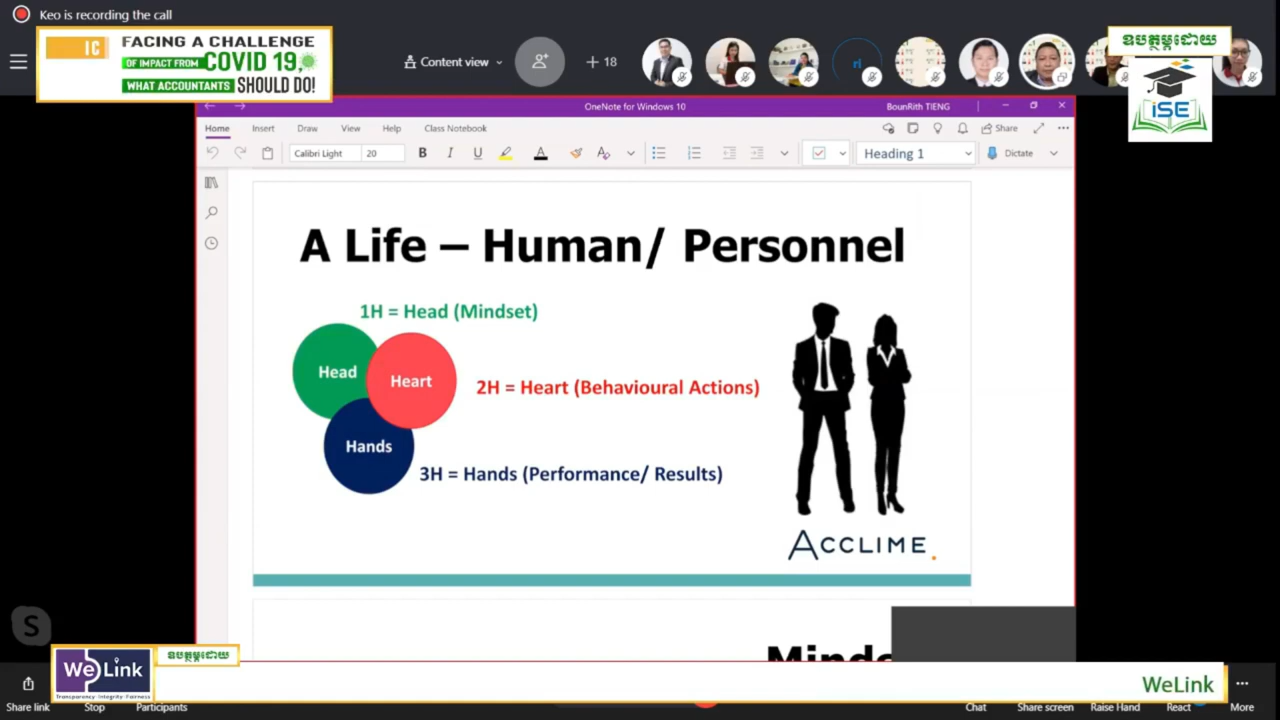 Keo is recording the call
IC
FACING A CHALLENGE
OF IMPACT FROM COVID 19,
WHAT ACCOUNTANTS SHOULD DO!
Content view
+ 18
ri
ឧបត្ថម្ភដោយ
iSE
OneNote for Windows 10
BounRith TIENG
Home Insert Draw View Help Class Notebook
Share
Calibri Light 20 B I U A Heading 1 Dictate
A Life – Human/ Personnel
1H = Head (Mindset)
Head
Heart
2H = Heart (Behavioural Actions)
Hands
3H = Hands (Performance/ Results)
ACCLIME.
S
ឧបត្ថម្ភដោយ
WeLink
Transparency-Integrity-Fairness
WeLink
Share link Stop Participants Chat Share screen Raise Hand React More